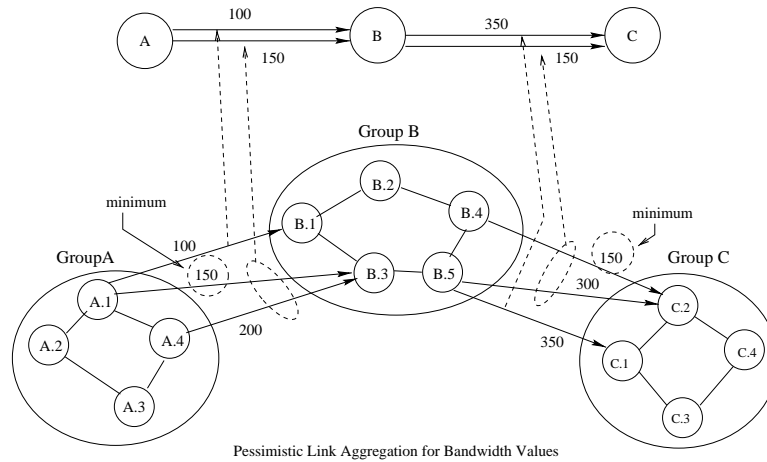 100
350
A
B
C
150
150
Group B
minimum
B.2
B.4
minimum
B.1
100
150
GroupA
150
Group C
B.3
B.5
300
A.1
C.2
200
A.4
350
A.2
C.1
C.4
A.3
C.3
Pessimistic Link Aggregation for Bandwidth Values